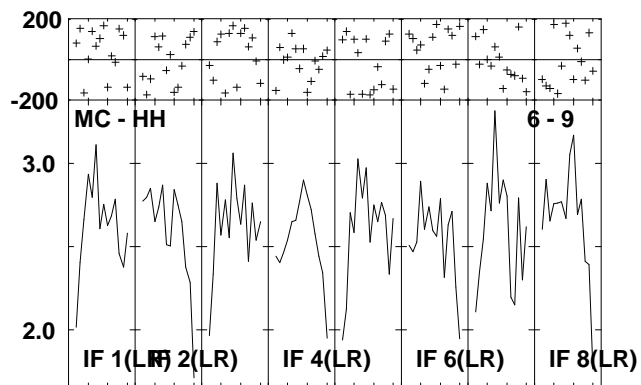 200
-200
MC - HH 6 - 9
3.0
2.0
IF 1(LR) IF 2(LR) IF 4(LR) IF 6(LR) IF 8(LR)